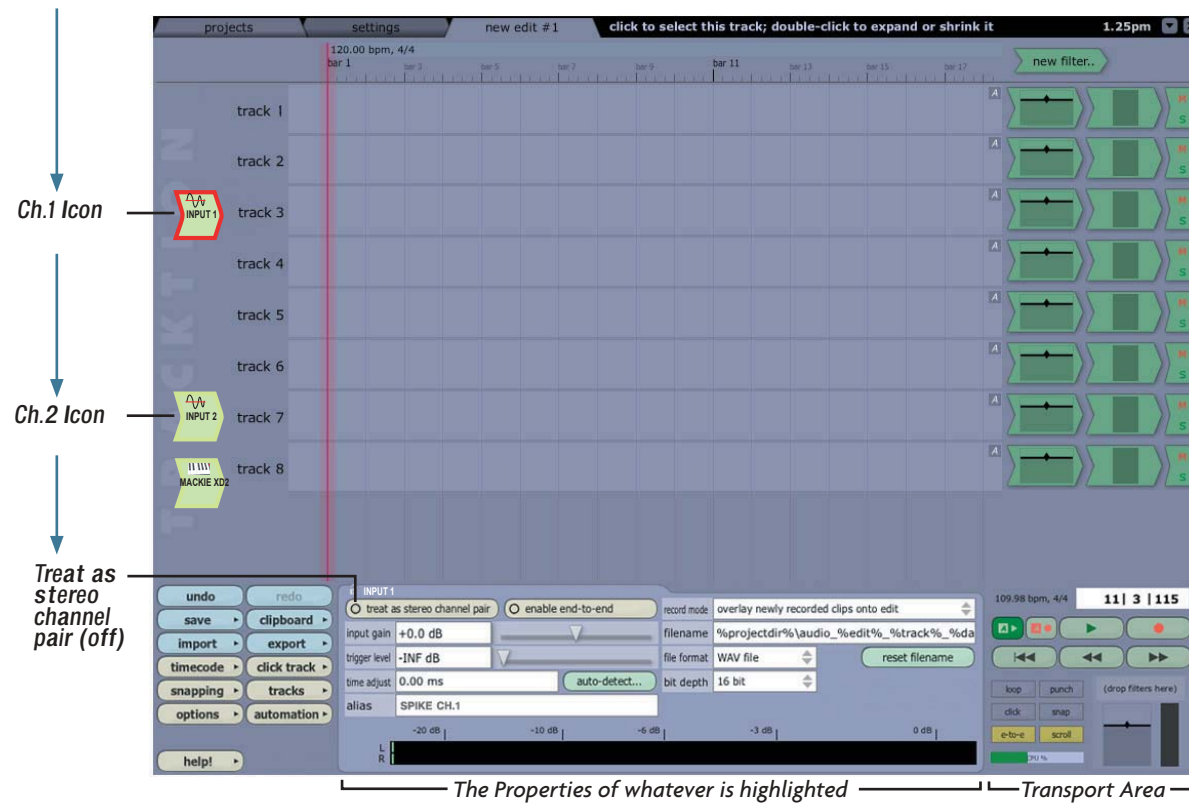 projects settings new edit #1 click to select this track; double-click to expand or shrink it 1.25pm
120.00 bpm, 4/4
bar 1 bar 3 bar 5 bar 7 bar 9 bar 11 bar 13 bar 15 bar 17
new filter..
TRACKTION
track 1 A M S
track 2 A M S
Ch.1 Icon INPUT 1 track 3 A M S
track 4 A M S
track 5 A M S
track 6 A M S
Ch.2 Icon INPUT 2 track 7 A M S
MACKIE XD2 track 8 A M S
Treat as
stereo
channel
pair (off)
undo redo
save clipboard
import export
timecode click track
snapping tracks
options automation
help!
INPUT 1
treat as stereo channel pair enable end-to-end
input gain +0.0 dB
trigger level -INF dB
time adjust 0.00 ms auto-detect...
alias SPIKE CH.1
record mode overlay newly recorded clips onto edit
filename %projectdir%\audio_%edit%_%track%_%da
file format WAV file reset filename
bit depth 16 bit
-20 dB -10 dB -6 dB -3 dB 0 dB
L
R
109.98 bpm, 4/4 11| 3 |115
A A
loop punch (drop filters here)
click snap
e-to-e scroll
CPU %
The Properties of whatever is highlighted Transport Area